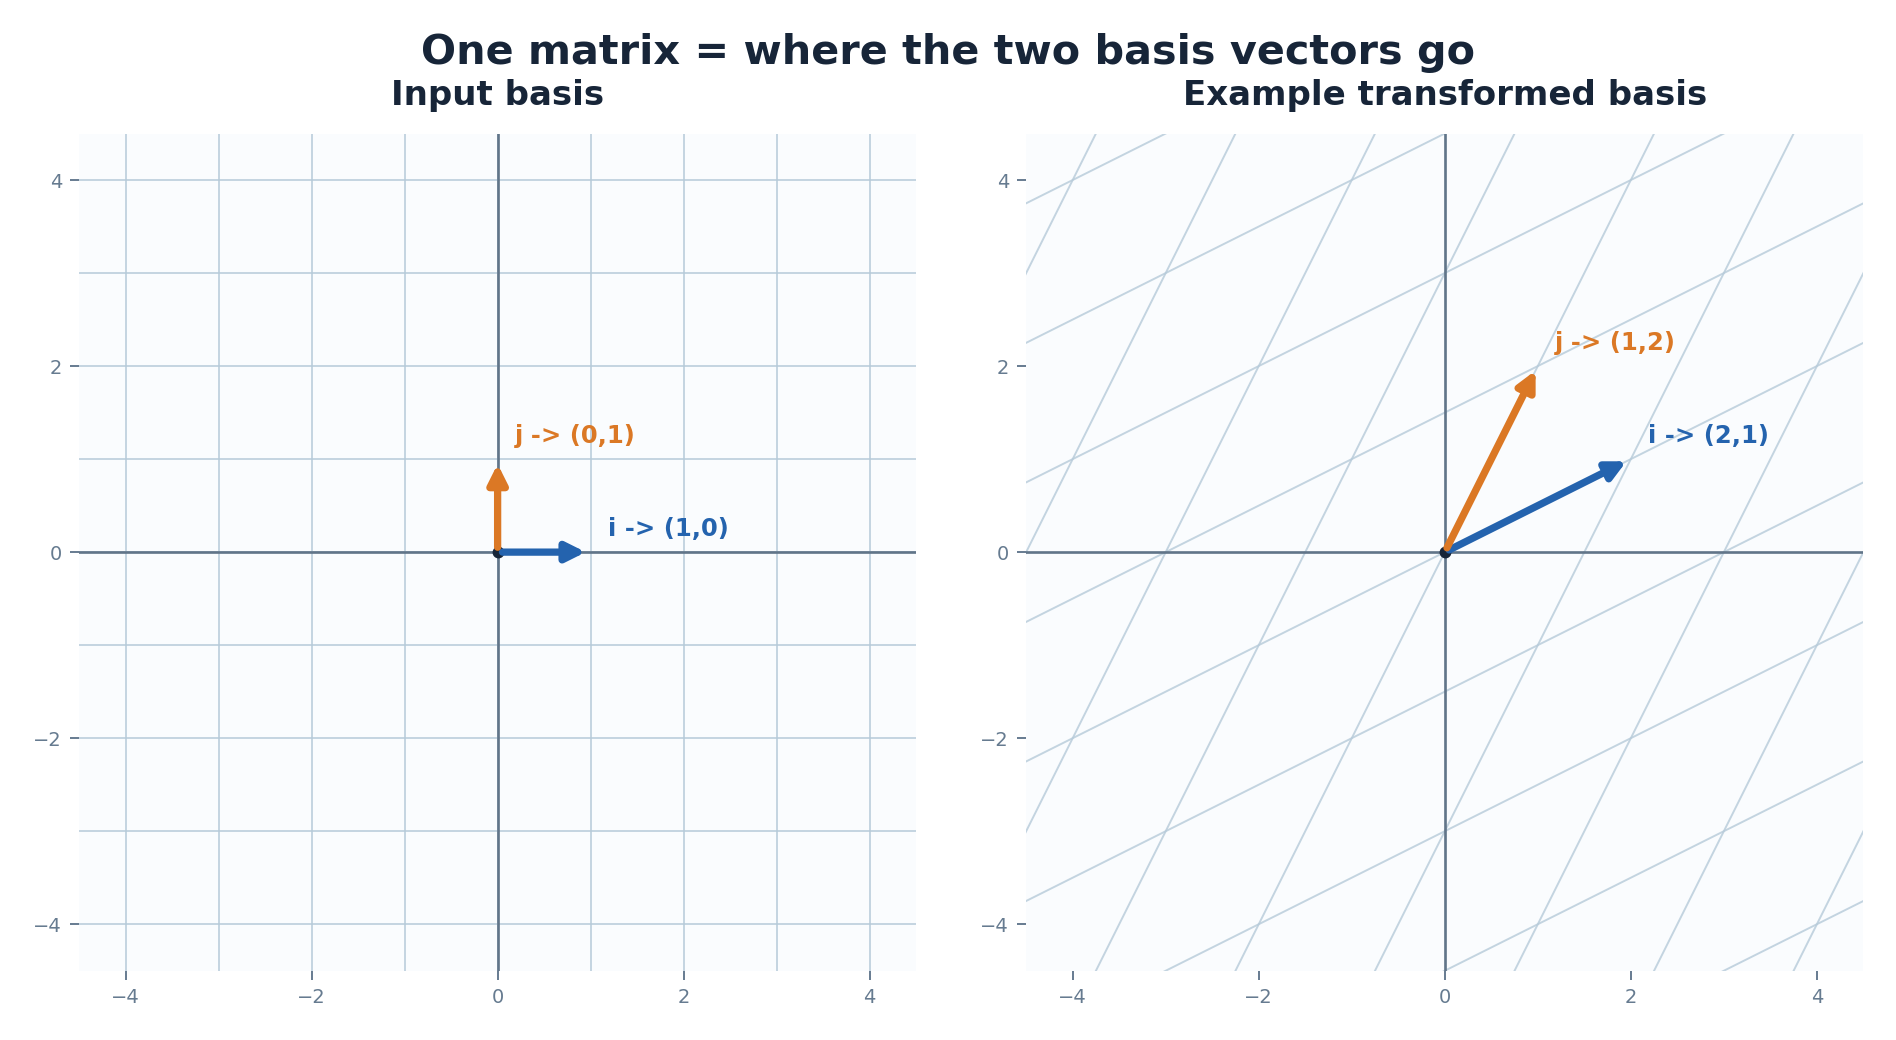 One matrix = where the two basis vectors go
Input basis
Example transformed basis
4
2
0
−2
−4
−4
−2
0
2
4
j -> (0,1)
i -> (1,0)
4
2
0
−2
−4
−4
−2
0
2
4
j -> (1,2)
i -> (2,1)